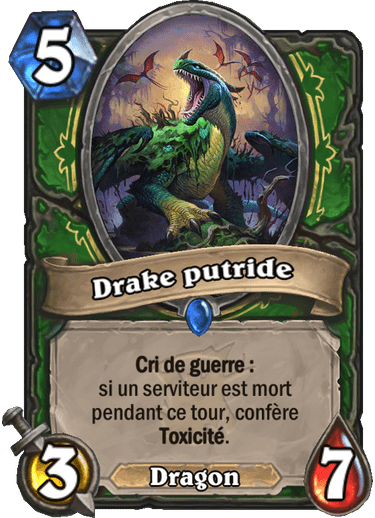 5
Drake putride
Cri de guerre :
si un serviteur est mort
pendant ce tour, confère
Toxicité.
3
Dragon
7